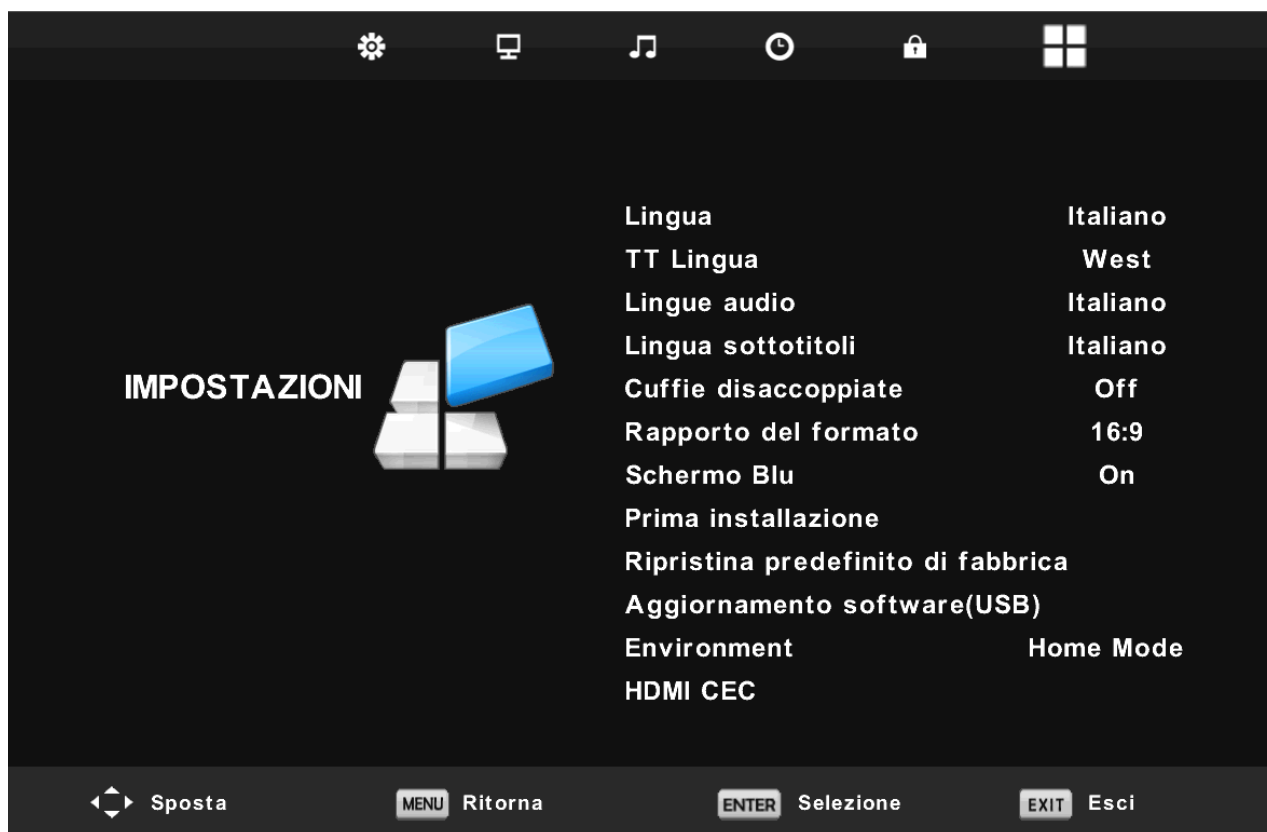 Lingua Italiano
TT Lingua West
Lingue audio Italiano
Lingua sottotitoli Italiano
IMPOSTAZIONI
Cuffie disaccoppiate Off
Rapporto del formato 16:9
Schermo Blu On
Prima installazione
Ripristina predefinito di fabbrica
Aggiornamento software(USB)
Environment Home Mode
HDMI CEC
Sposta MENU Ritorna ENTER Selezione EXIT Esci